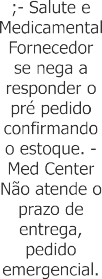 ;- Salute e
Medicamental
Fornecedor
se nega a
responder o
pré pedido
confirmando
o estoque. -
Med Center
Não atende o
prazo de
entrega,
pedido
emergencial.